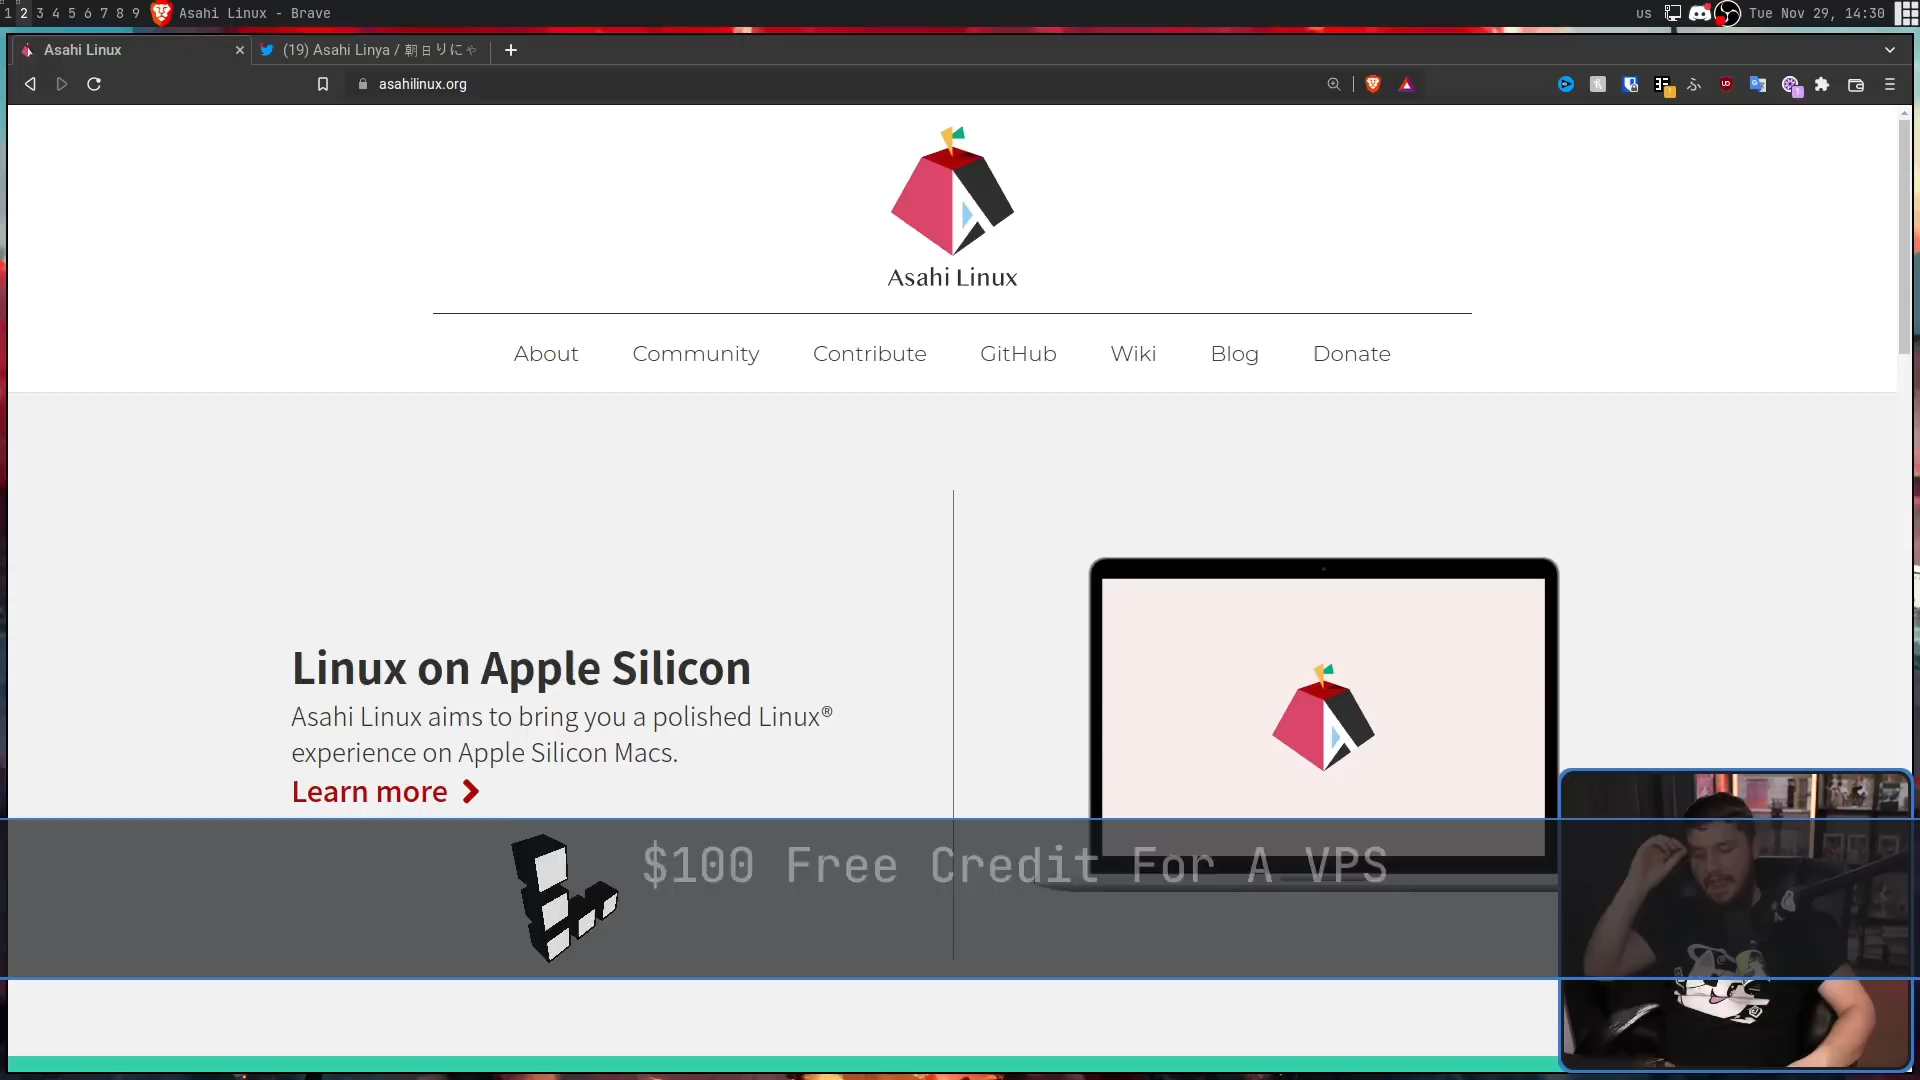 1 2 3 4 5 6 7 8 9 Asahi Linux - Brave us Tue Nov 29, 14:30
Asahi Linux (19) Asahi Linya / 朝日りにゃ
asahilinux.org
Asahi Linux
About Community Contribute GitHub Wiki Blog Donate
Linux on Apple Silicon
Asahi Linux aims to bring you a polished Linux®
experience on Apple Silicon Macs.
Learn more
$100 Free Credit For A VPS